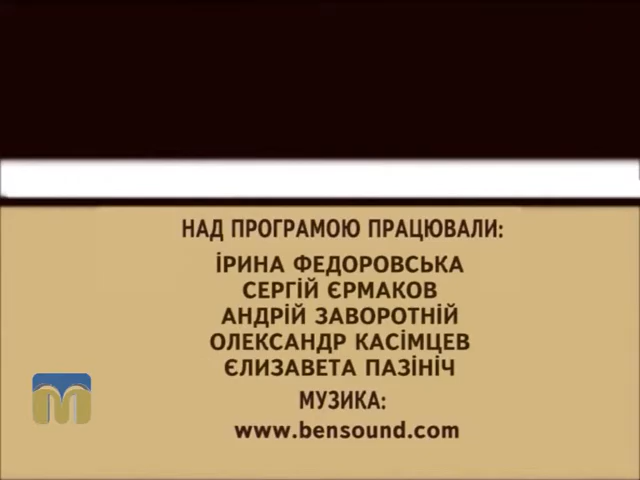 НАД ПРОГРАМОЮ ПРАЦЮВАЛИ:
ІРИНА ФЕДОРОВСЬКА
СЕРГІЙ ЄРМАКОВ
АНДРІЙ ЗАВОРОТНІЙ
ОЛЕКСАНДР КАСІМЦЕВ
ЄЛИЗАВЕТА ПАЗІНІЧ
МУЗИКА:
www.bensound.com
M